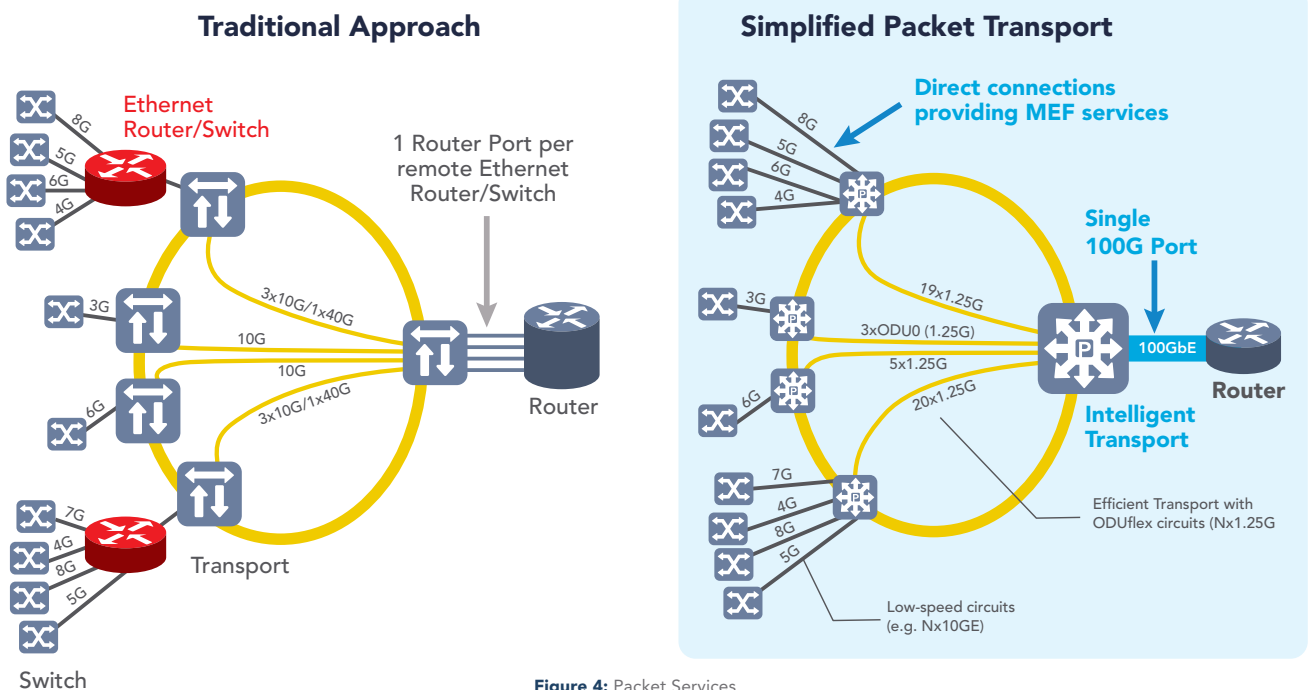 Traditional Approach
8G
5G
6G
4G
Ethernet
Router/Switch
1 Router Port per
remote Ethernet
Router/Switch
3G
3x10G/1x40G
10G
10G
3x10G/1x40G
6G
Router
7G
4G
8G
5G
Transport
Switch
Simplified Packet Transport
Direct connections
providing MEF services
8G
5G
6G
4G
P
Single
100G Port
3G
P
19x1.25G
3xODU0 (1.25G)
5x1.25G
20x1.25G
P
100GbE
Router
6G
P
Intelligent
Transport
7G
4G
8G
5G
P
Efficient Transport with
ODUflex circuits (Nx1.25G
Low-speed circuits
(e.g. Nx10GE)
Figure 4: Packet Services